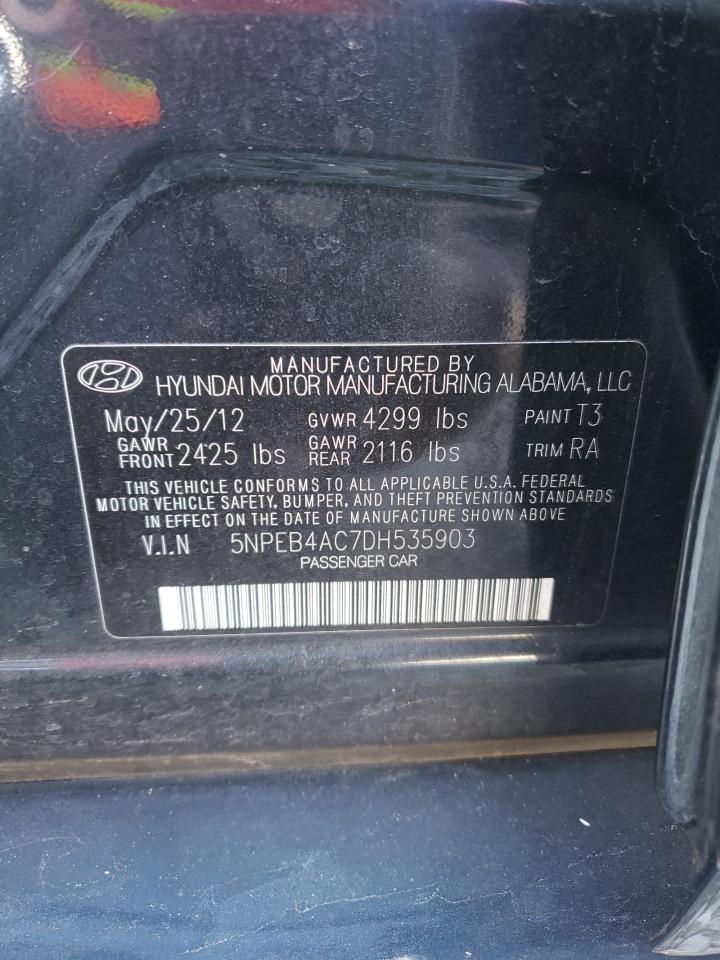 MANUFACTURED BY
HYUNDAI MOTOR MANUFACTURING ALABAMA, LLC
May/25/12 GVWR 4299 lbs PAINT T3
GAWR FRONT 2425 lbs GAWR REAR 2116 lbs TRIM RA
THIS VEHICLE CONFORMS TO ALL APPLICABLE U.S.A. FEDERAL
MOTOR VEHICLE SAFETY, BUMPER, AND THEFT PREVENTION STANDARDS
IN EFFECT ON THE DATE OF MANUFACTURE SHOWN ABOVE
V.I.N 5NPEB4AC7DH535903
PASSENGER CAR